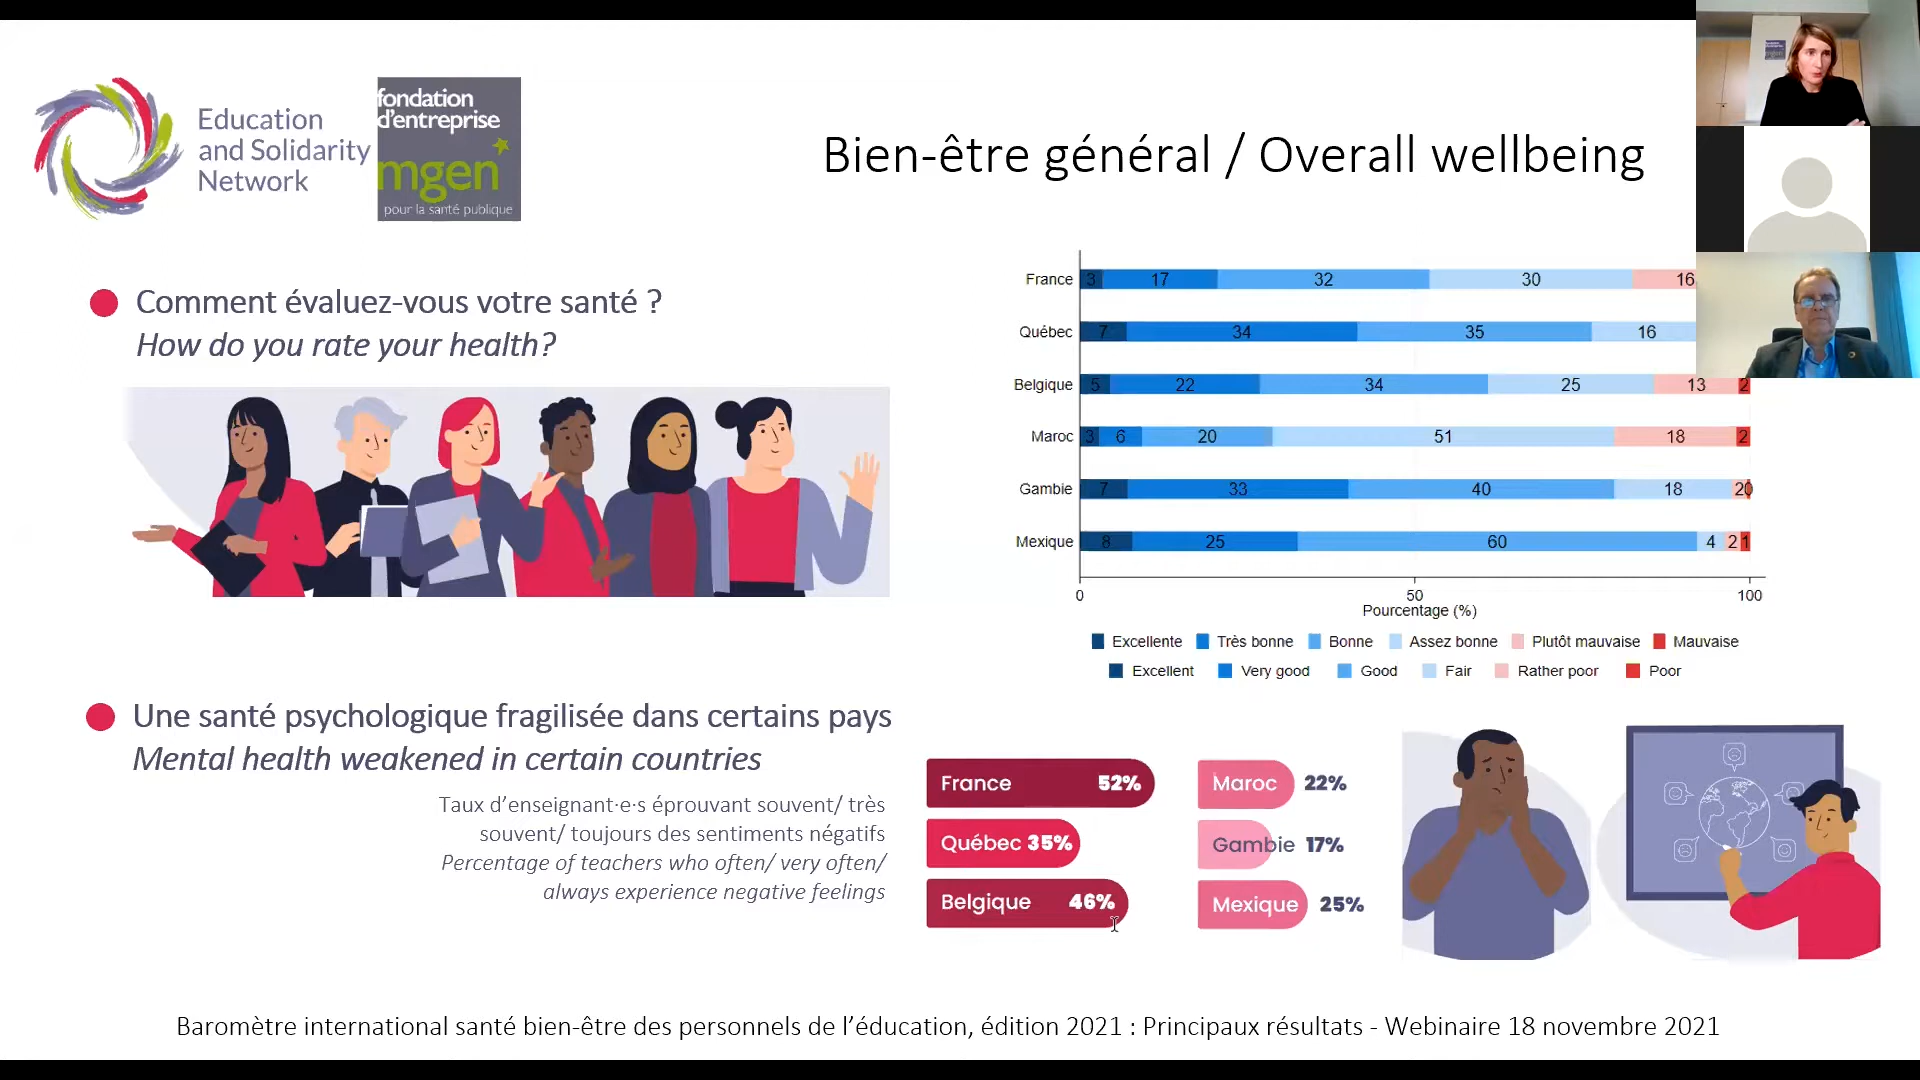 Education
and Solidarity
Network
fondation
d'entreprise
mgen
pour la santé publique
Bien-être général / Overall wellbeing
Comment évaluez-vous votre santé ?
How do you rate your health?
France 3 17 32 30 16
Québec 7 34 35 16
Belgique 5 22 34 25 13 2
Maroc 3 6 20 51 18 2
Gambie 7 33 40 18 2 0
Mexique 8 25 60 4 2 1
0 50 100
Pourcentage (%)
Excellente Très bonne Bonne Assez bonne Plutôt mauvaise Mauvaise
Excellent Very good Good Fair Rather poor Poor
Une santé psychologique fragilisée dans certains pays
Mental health weakened in certain countries
Taux d'enseignant·e·s éprouvant souvent/ très
souvent/ toujours des sentiments négatifs
Percentage of teachers who often/ very often/
always experience negative feelings
France 52%
Québec 35%
Belgique 46%
Maroc 22%
Gambie 17%
Mexique 25%
Baromètre international santé bien-être des personnels de l'éducation, édition 2021 : Principaux résultats - Webinaire 18 novembre 2021